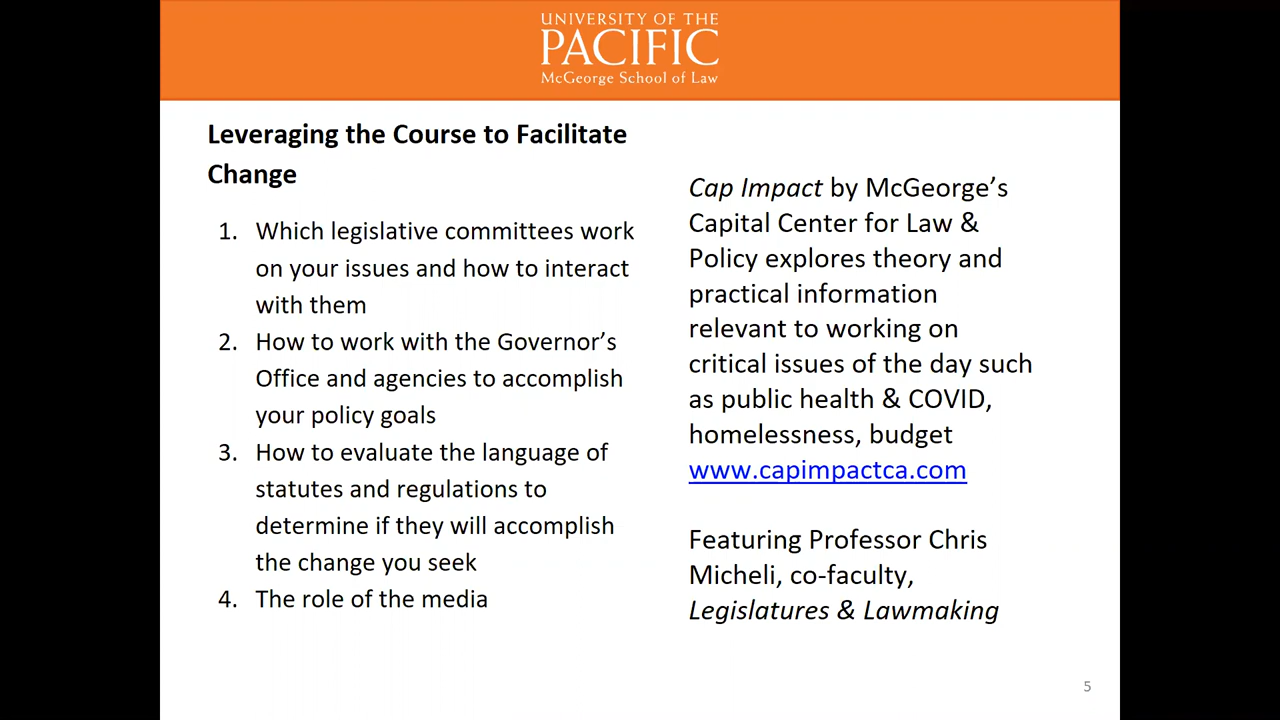 UNIVERSITY OF THE
PACIFIC
McGeorge School of Law
Leveraging the Course to Facilitate
Change
1. Which legislative committees work
on your issues and how to interact
with them
2. How to work with the Governor’s
Office and agencies to accomplish
your policy goals
3. How to evaluate the language of
statutes and regulations to
determine if they will accomplish
the change you seek
4. The role of the media
Cap Impact by McGeorge’s
Capital Center for Law &
Policy explores theory and
practical information
relevant to working on
critical issues of the day such
as public health & COVID,
homelessness, budget
www.capimpactca.com
Featuring Professor Chris
Micheli, co-faculty,
Legislatures & Lawmaking
5